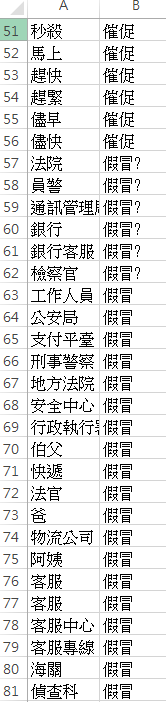 A B
51 秒殺 催促
52 馬上 催促
53 趕快 催促
54 趕緊 催促
55 儘早 催促
56 儘快 催促
57 法院 假冒?
58 員警 假冒?
59 通訊管理局 假冒?
60 銀行 假冒?
61 銀行客服 假冒?
62 檢察官 假冒?
63 工作人員 假冒
64 公安局 假冒
65 支付平臺 假冒
66 刑事警察 假冒
67 地方法院 假冒
68 安全中心 假冒
69 行政執行 假冒
70 伯父 假冒
71 快遞 假冒
72 法官 假冒
73 爸 假冒
74 物流公司 假冒
75 阿姨 假冒
76 客服 假冒
77 客服 假冒
78 客服中心 假冒
79 客服專線 假冒
80 海關 假冒
81 偵查科 假冒